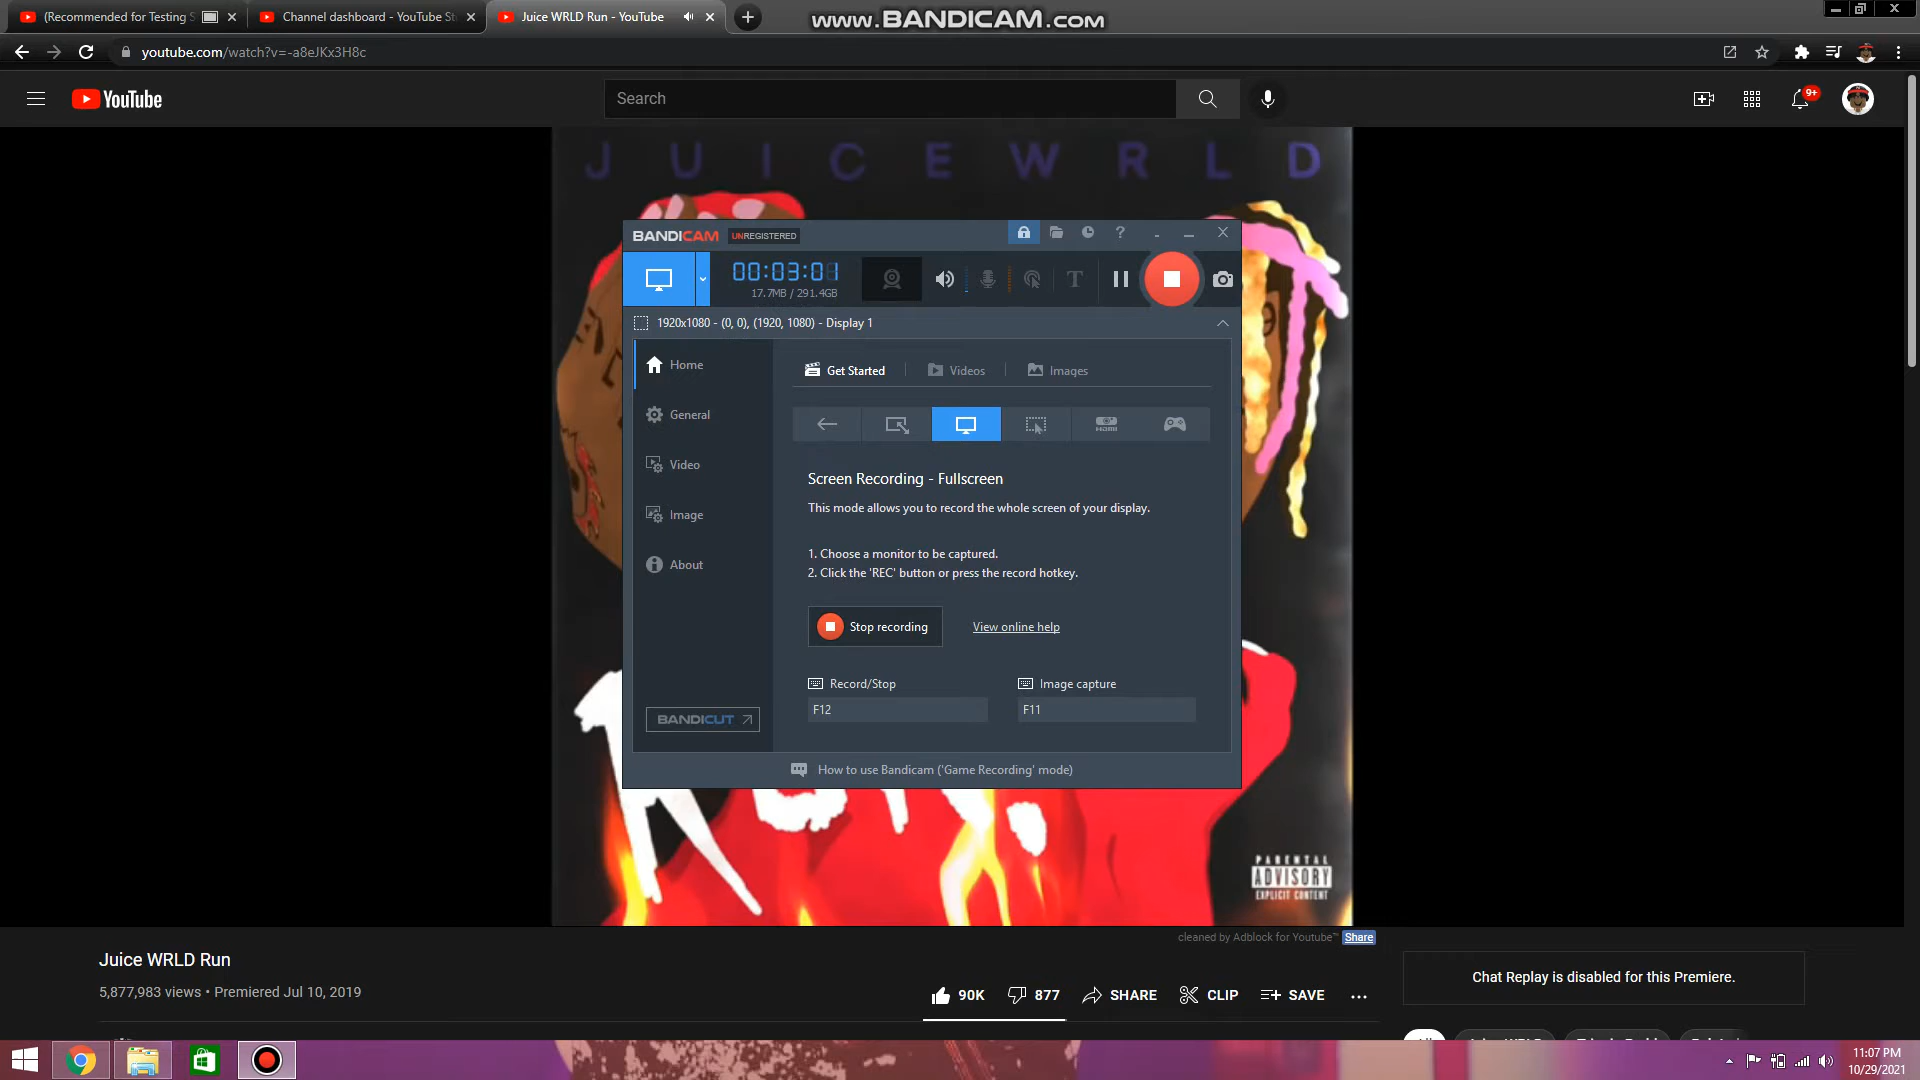 (Recommended for Testing S
Channel dashboard - YouTube St
Juice WRLD Run - YouTube
www.BANDICAM.com
youtube.com/watch?v=-a8eJKx3H8c
YouTube
Search
9+
JUICEWRLD
BANDICAM
UNREGISTERED
00:03:01
17.7MB / 291.4GB
1920x1080 - (0, 0), (1920, 1080) - Display 1
Home
General
Video
Image
About
BANDICUT
Get Started
Videos
Images
HDMI
Screen Recording - Fullscreen
This mode allows you to record the whole screen of your display.
1. Choose a monitor to be captured.
2. Click the 'REC' button or press the record hotkey.
Stop recording
View online help
Record/Stop
Image capture
F12
F11
How to use Bandicam ('Game Recording' mode)
PARENTAL
ADVISORY
EXPLICIT CONTENT
cleaned by Adblock for Youtube™ Share
Juice WRLD Run
5,877,983 views • Premiered Jul 10, 2019
90K
877
SHARE
CLIP
SAVE
Chat Replay is disabled for this Premiere.
11:07 PM
10/29/2021